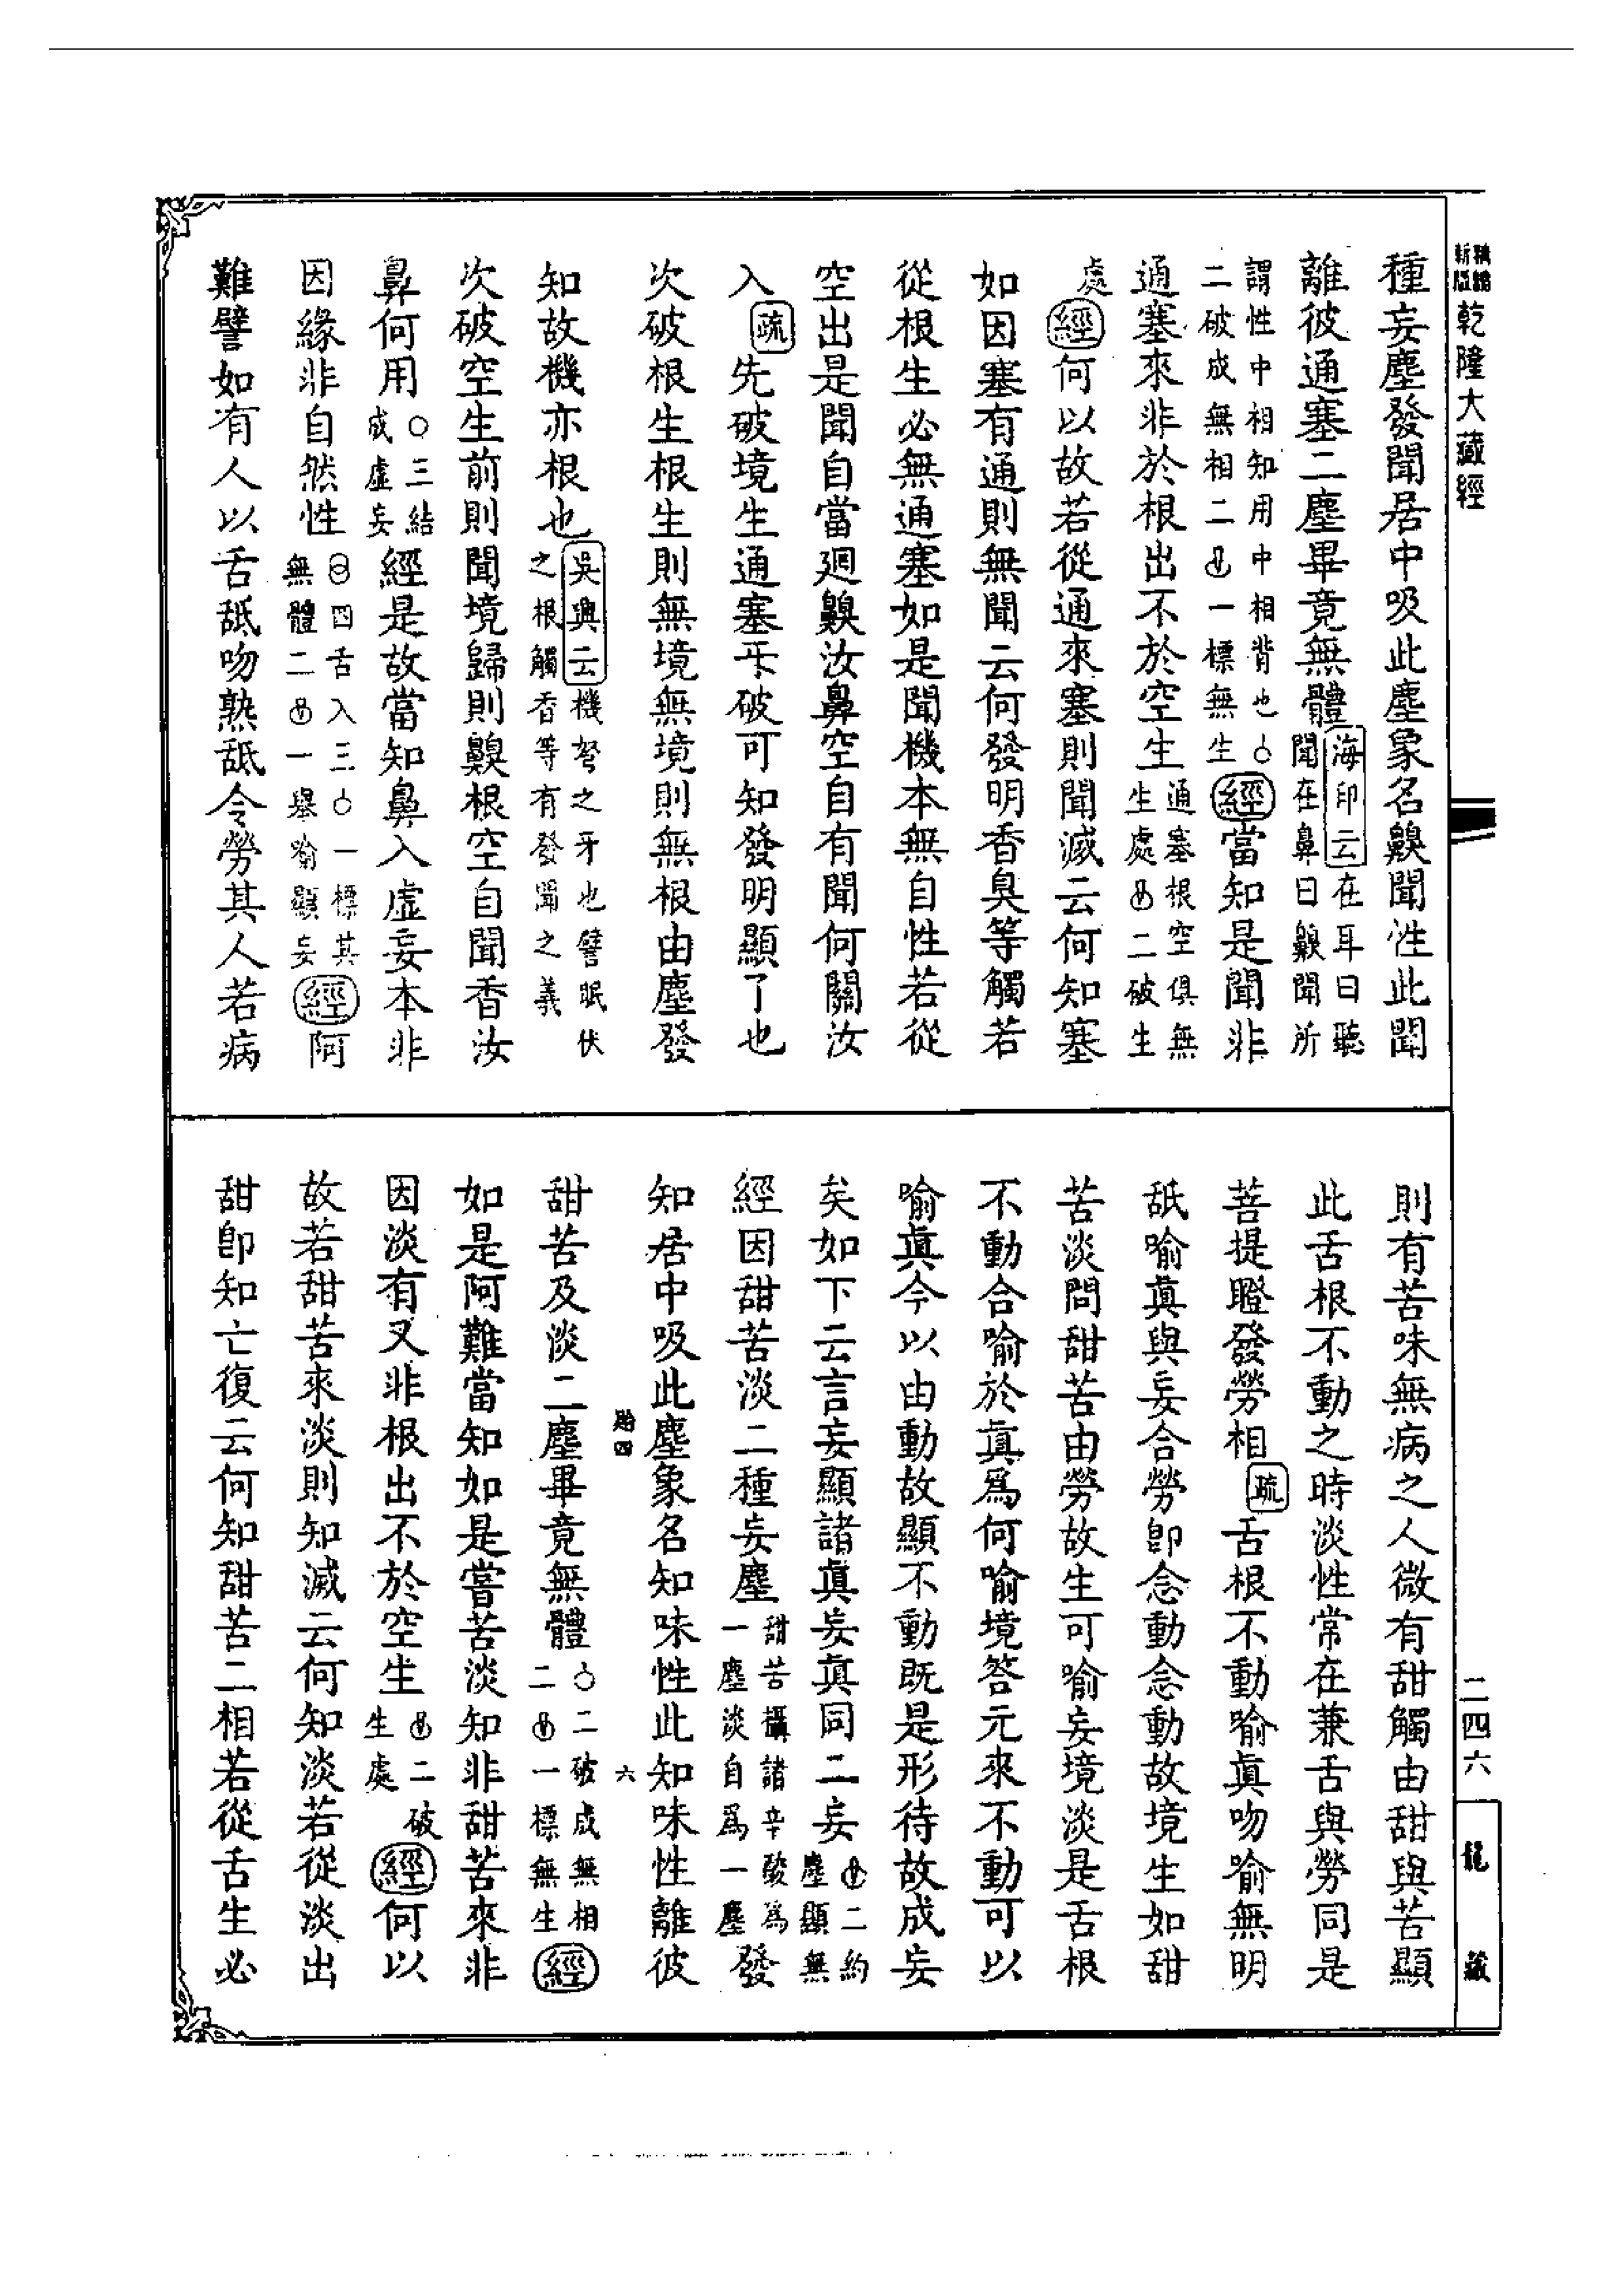 乾隆大藏經
種妄塵發聞居中吸此塵象名齅聞性此聞
離彼通塞二塵畢竟無體海印云在耳曰聽聞在鼻曰齅聞所
謂性中相知用中相背也二破成無相二一標無生經當知是聞非
通塞來非於根出不於空生通塞根空俱無生處二破生
處經何以故若從通來塞則聞滅云何知塞
如因塞有通則無聞云何發明香臭等觸若
從根生必無通塞如是聞機本無自性若從
空出是聞自當廻齅汝鼻空自有聞何關汝
入疏先破境生通塞互破可知發明顯了也
次破根生根生則無境無境則無根由塵發
知故機亦根也吳興云機弩之牙也譬眠伏之根觸香等有發聞之義
次破空生前則聞境歸則齅根空自聞香汝
鼻何用○三結成虛妄經是故當知鼻入虛妄本非
因緣非自然性四舌入三一標其無體二一舉喻顯妄經阿
難譬如有人以舌舐吻熟舐令勞其人若病
則有苦味無病之人微有甜觸由甜與苦顯
此舌根不動之時淡性常在兼舌與勞同是
菩提瞪發勞相疏舌根不動喻眞吻喻無明
舐喻眞與妄合勞卽念動念動故境生如甜
苦淡問甜苦由勞故生可喻妄境淡是舌根
不動合喻於眞爲何喻境答元來不動可以
喻眞今以由動故顯不動旣是形待故成妄
矣如下云言妄顯諸眞妄眞同二妄二約塵顯無
經因甜苦淡二種妄塵甜苦攝諸辛酸爲一塵淡自爲一塵發
知居中吸此塵象名知味性此知味性離彼
跆四
六
甜苦及淡二塵畢竟無體二破成無相二一標無生經
如是阿難當知如是嘗苦淡知非甜苦來非
因淡有又非根出不於空生二破生處經何以
故若甜苦來淡則知滅云何知淡若從淡出
甜卽知亡復云何知甜苦二相若從舌生必
二四六
龍藏